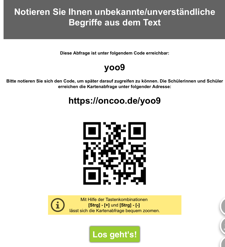 Notieren Sie Ihnen unbekannte/unverständliche
Begriffe aus dem Text
Diese Abfrage ist unter folgendem Code erreichbar:
yoo9
Bitte notieren Sie sich den Code, um später darauf zugreifen zu können. Die Schülerinnen und Schüler
erreichen die Kartenabfrage unter folgender Adresse:
https://oncoo.de/yoo9
Mit Hilfe der Tastenkombinationen
[Strg] - [+] und [Strg] - [-]
lässt sich die Kartenabfrage bequem zoomen.
Los geht's!